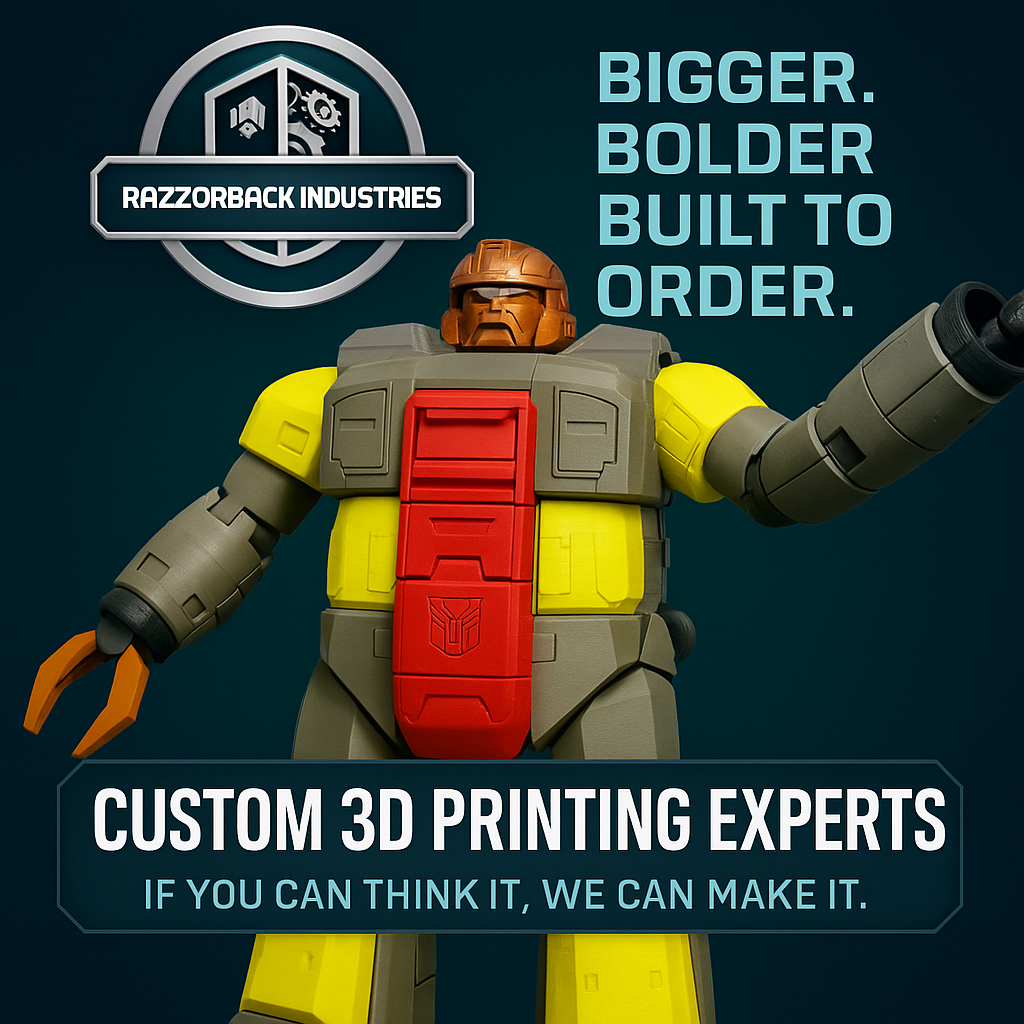 RAZZORBACK INDUSTRIES
BIGGER.
BOLDER
BUILT TO
ORDER.
CUSTOM 3D PRINTING EXPERTS
IF YOU CAN THINK IT, WE CAN MAKE IT.